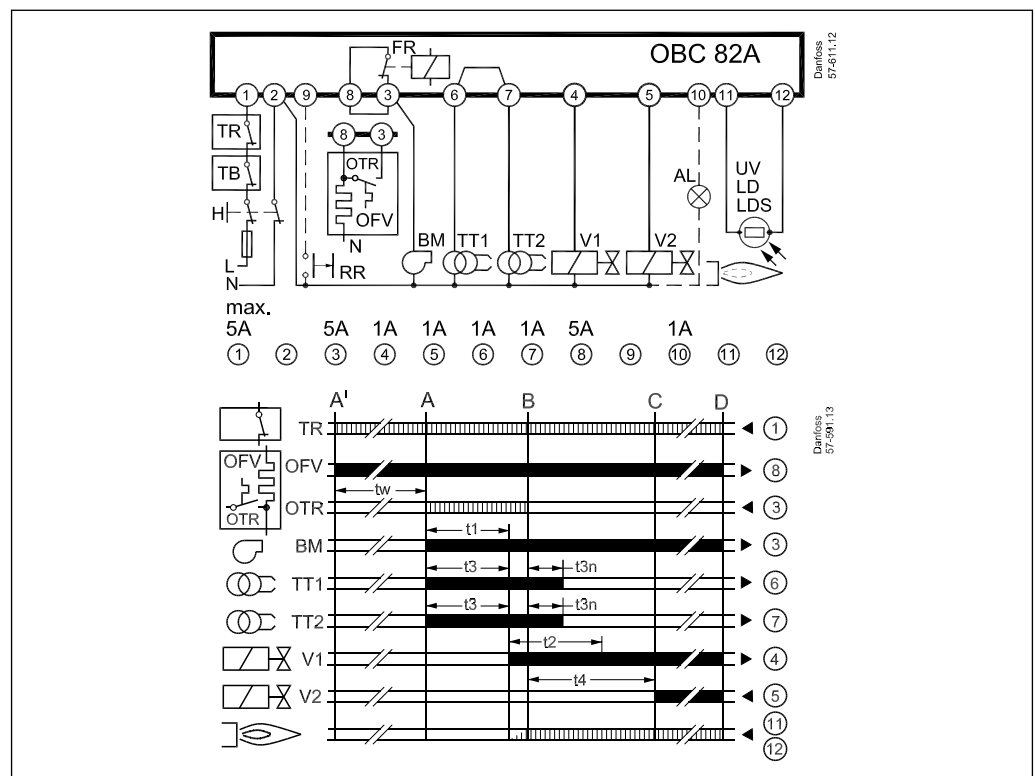 OBC 82A
Danfoss
57-611.12
FR
1 2 9 8 3 6 7 4 5 10 11 12
TR
8 3
TB
OTR
OFV
N
H
AL
UV
LD
LDS
BM TT1 TT2 V1 V2
RR
L
N
max.
5A 5A 1A 1A 1A 1A 5A 1A
1 2 3 4 5 6 7 8 9 10 11 12
A' A B C D
Danfoss
57-591.13
TR 1
OFV OFV 8
tw
OTR OTR 3
t1
BM 3
t3 t3n
TT1 6
t3 t3n
TT2 7
t2
V1 4
t4
V2 5
11
12